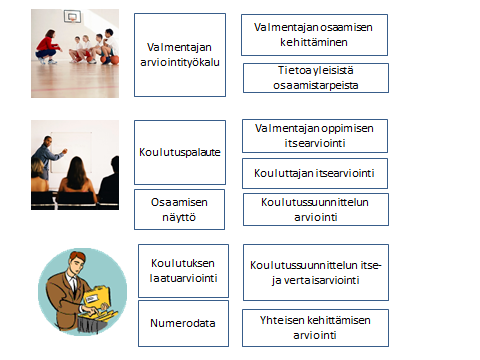 Valmentajan
arviointityökalu
Valmentajan osaamisen
kehittäminen
Tietoa yleisistä
osaamistarpeista
Koulutuspalaute
Valmentajan oppimisen
itsearviointi
Kouluttajan itsearviointi
Osaamisen
näyttö
Koulutussuunnittelun
arviointi
Koulutuksen
laatuarviointi
Koulutussuunnittelun itse-
ja vertaisarviointi
Numerodata
Yhteisen kehittämisen
arviointi